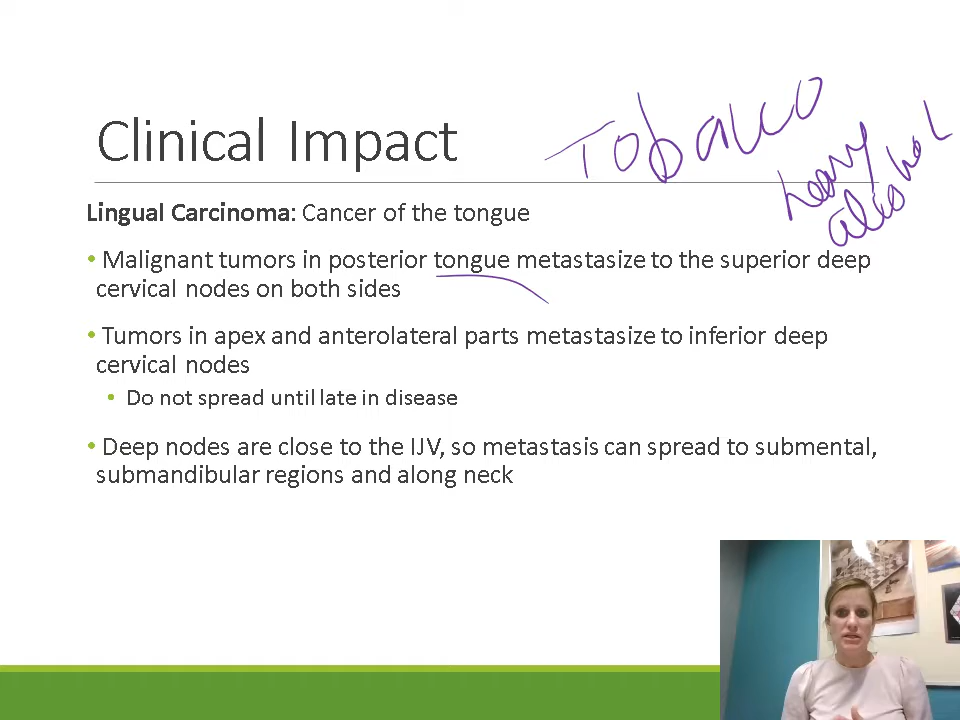 Clinical Impact
Tobacco
heavy
alcohol
Lingual Carcinoma: Cancer of the tongue
• Malignant tumors in posterior tongue metastasize to the superior deep
cervical nodes on both sides
• Tumors in apex and anterolateral parts metastasize to inferior deep
cervical nodes
• Do not spread until late in disease
• Deep nodes are close to the IJV, so metastasis can spread to submental,
submandibular regions and along neck